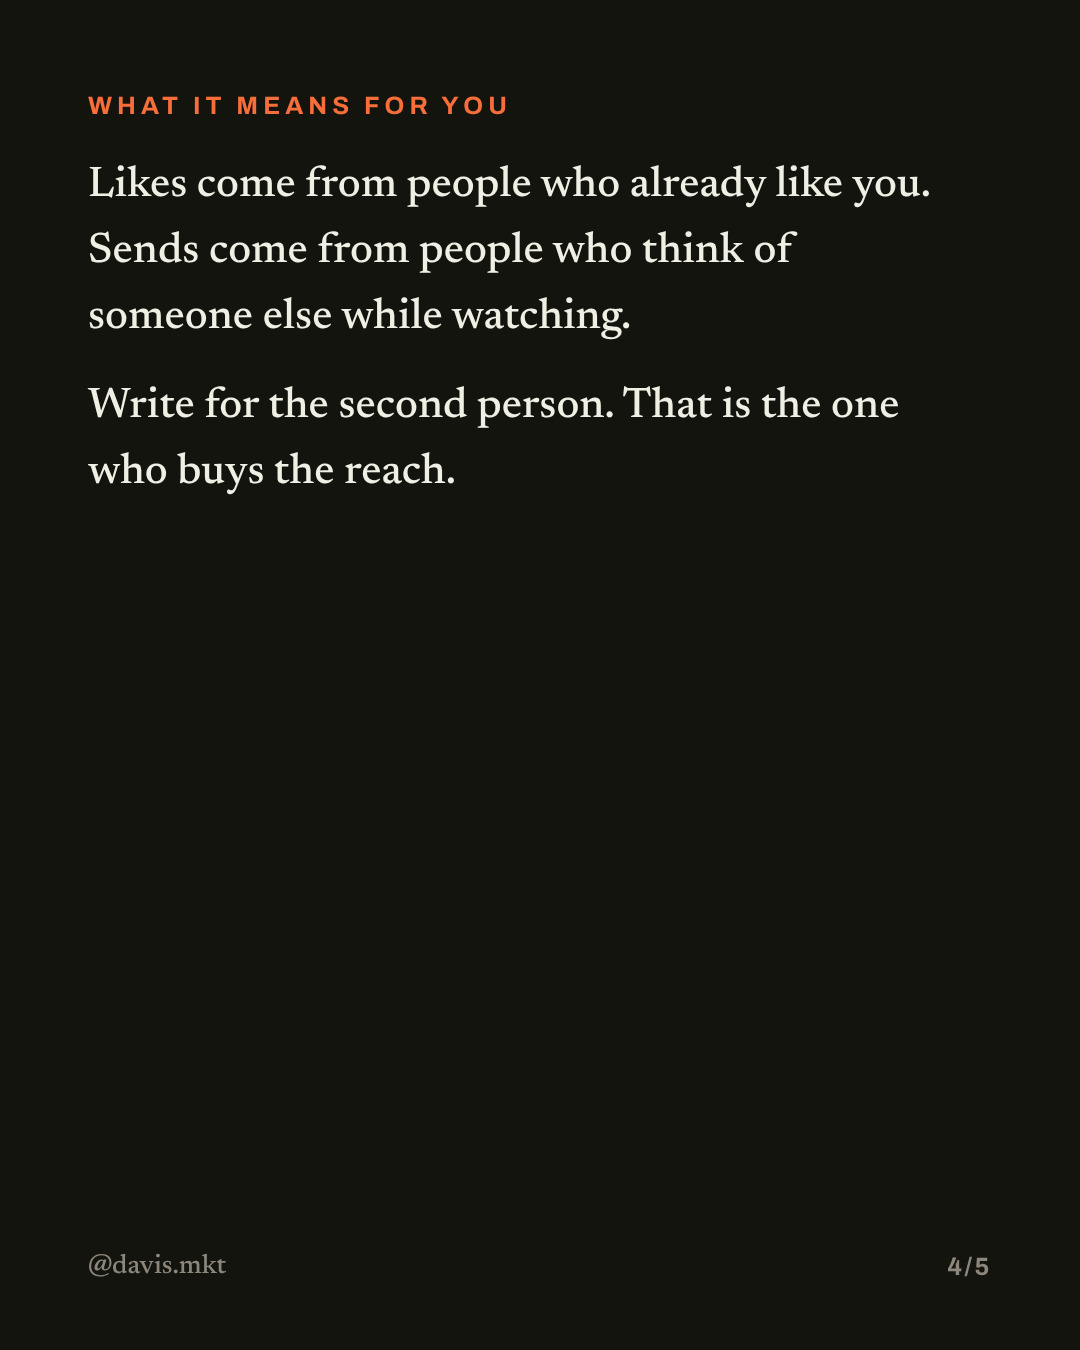 WHAT IT MEANS FOR YOU
Likes come from people who already like you.
Sends come from people who think of
someone else while watching.
Write for the second person. That is the one
who buys the reach.
@davis.mkt
4/5